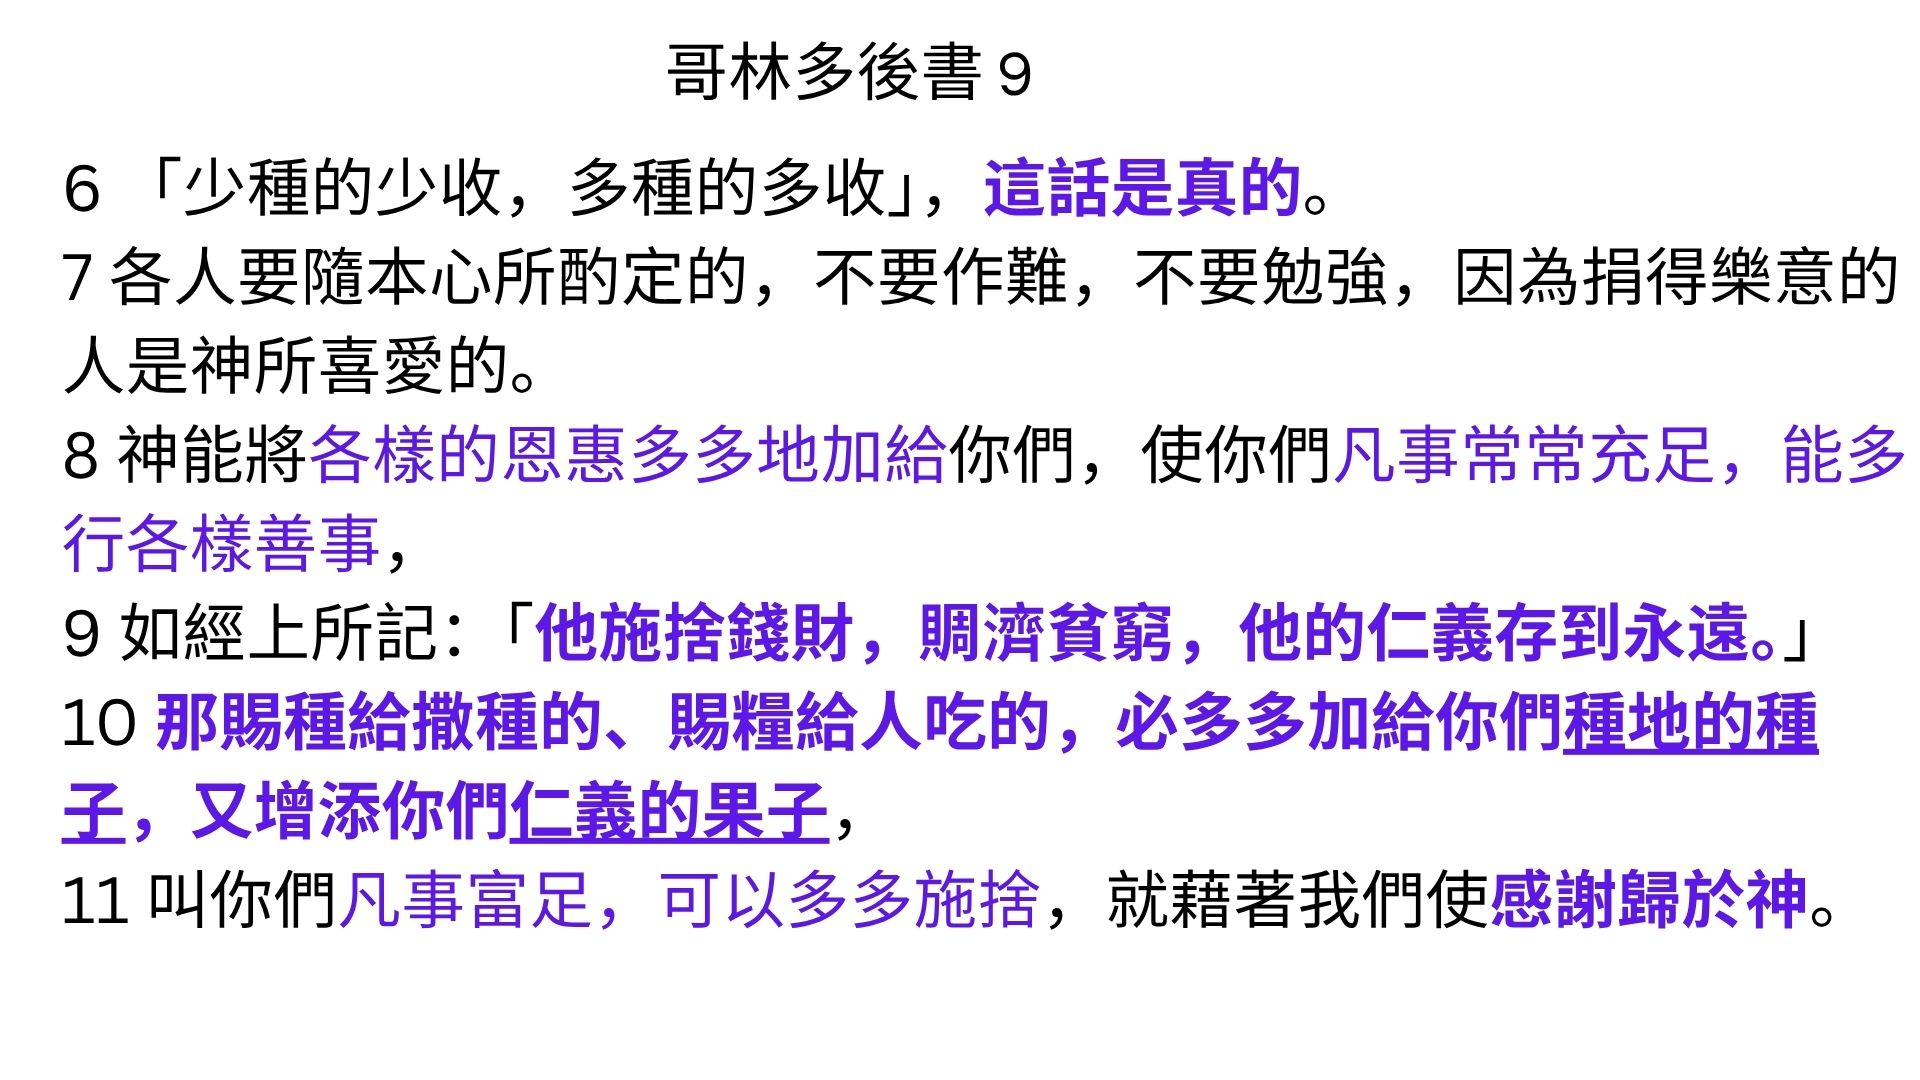 哥林多後書 9
6 「少種的少收，多種的多收」，這話是真的。
7 各人要隨本心所酌定的，不要作難，不要勉強，因為捐得樂意的
人是神所喜愛的。
8 神能將各樣的恩惠多多地加給你們，使你們凡事常常充足，能多
行各樣善事，
9 如經上所記：「他施捨錢財，賙濟貧窮，他的仁義存到永遠。」
10 那賜種給撒種的、賜糧給人吃的，必多多加給你們種地的種
子，又增添你們仁義的果子，
11 叫你們凡事富足，可以多多施捨，就藉著我們使感謝歸於神。